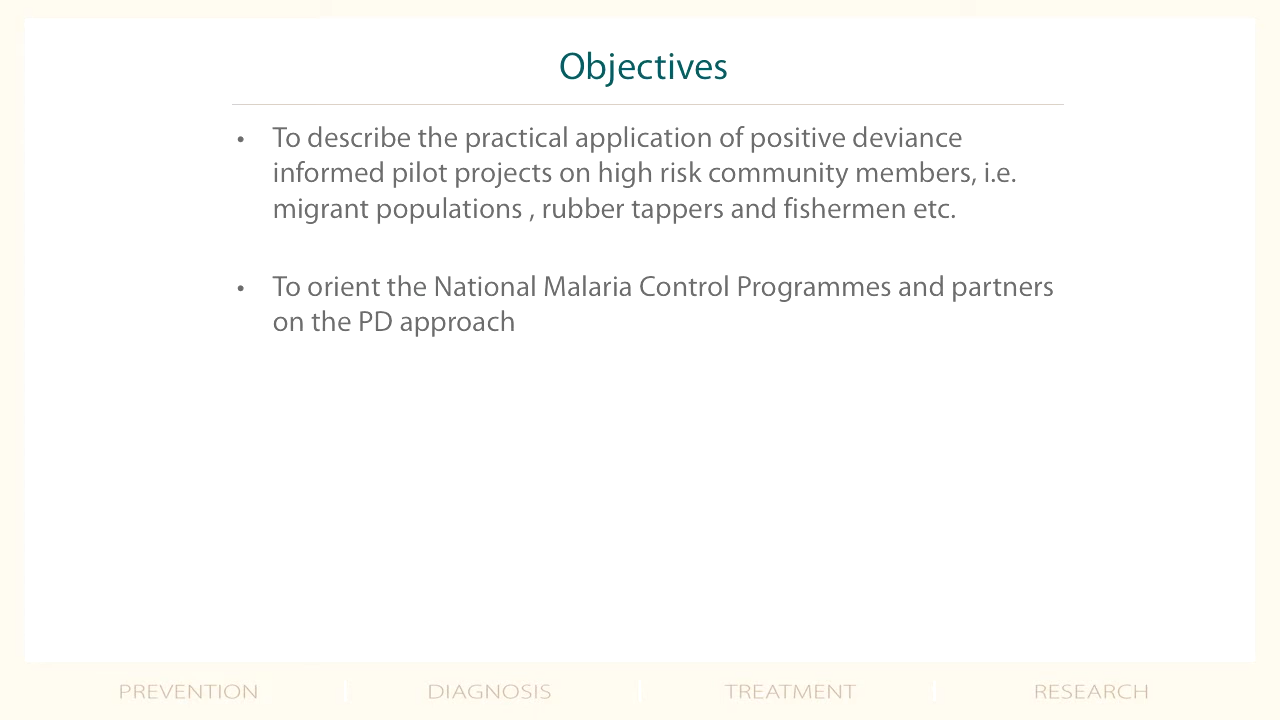 Objectives
• To describe the practical application of positive deviance
informed pilot projects on high risk community members, i.e.
migrant populations , rubber tappers and fishermen etc.
• To orient the National Malaria Control Programmes and partners
on the PD approach
PREVENTION | DIAGNOSIS | TREATMENT | RESEARCH